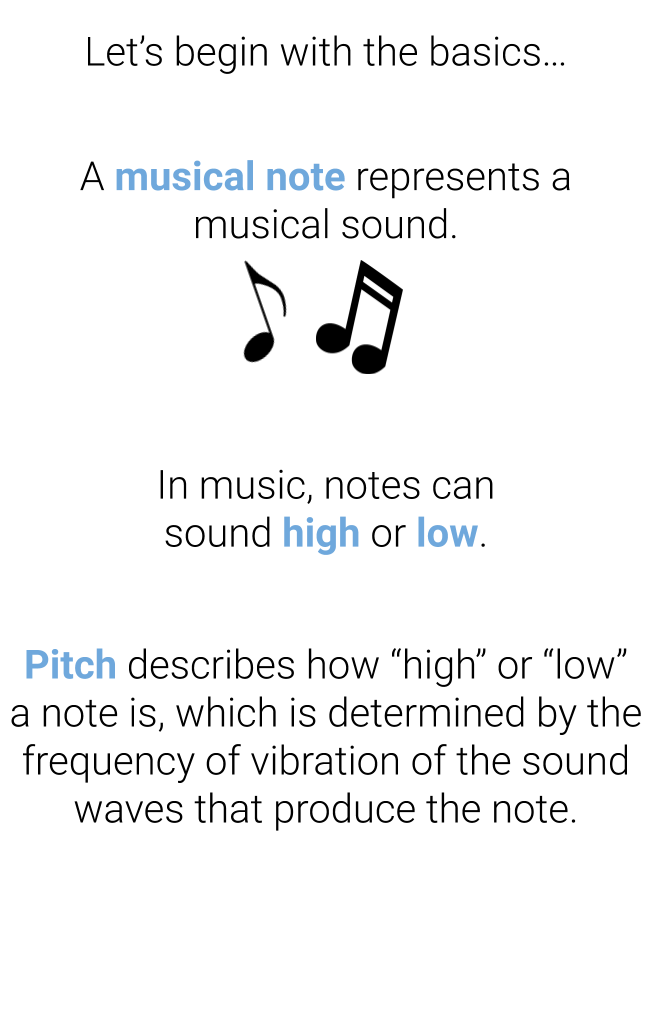 Let’s begin with the basics...
A musical note represents a
musical sound.
In music, notes can
sound high or low.
Pitch describes how “high” or “low”
a note is, which is determined by the
frequency of vibration of the sound
waves that produce the note.